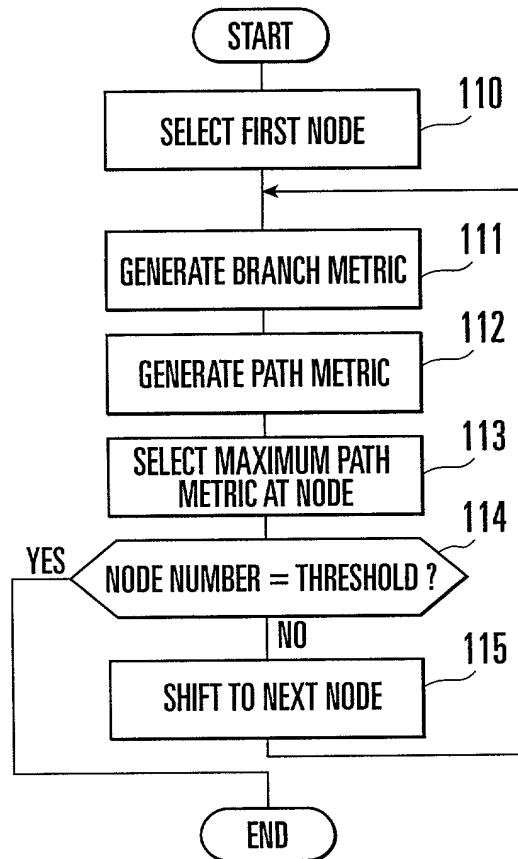 START
110
SELECT FIRST NODE
111
GENERATE BRANCH METRIC
112
GENERATE PATH METRIC
113
SELECT MAXIMUM PATH
METRIC AT NODE
114
YES
NODE NUMBER = THRESHOLD ?
NO
115
SHIFT TO NEXT NODE
END